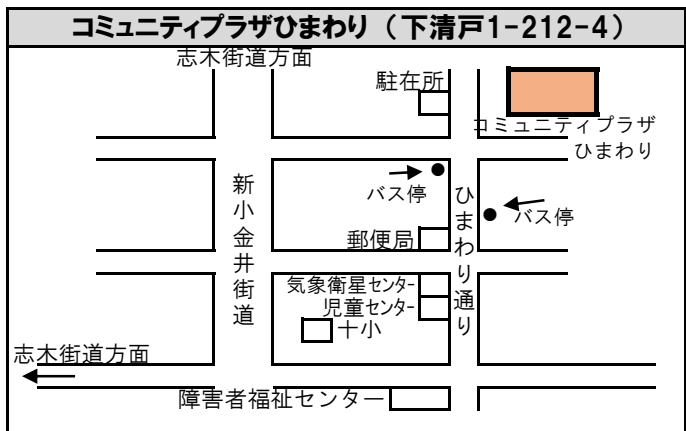 コミュニティプラザひまわり（下清戸1-212-4）
志木街道方面
駐在所
コミュニティプラザ
ひまわり
バス停
バス停
新小金井街道
ひまわり通り
郵便局
気象衛星センター
児童センター
十小
志木街道方面
障害者福祉センター